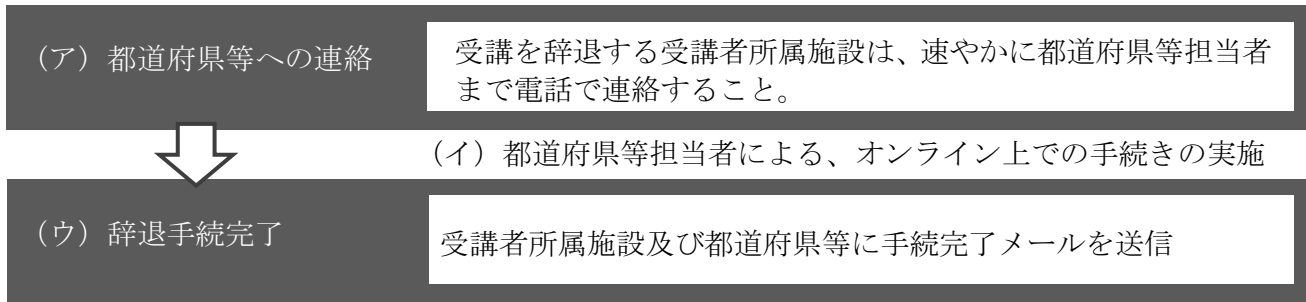 （ア）都道府県等への連絡
受講を辞退する受講者所属施設は、速やかに都道府県等担当者
まで電話で連絡すること。
（イ）都道府県等担当者による、オンライン上での手続きの実施
（ウ）辞退手続完了
受講者所属施設及び都道府県等に手続完了メールを送信